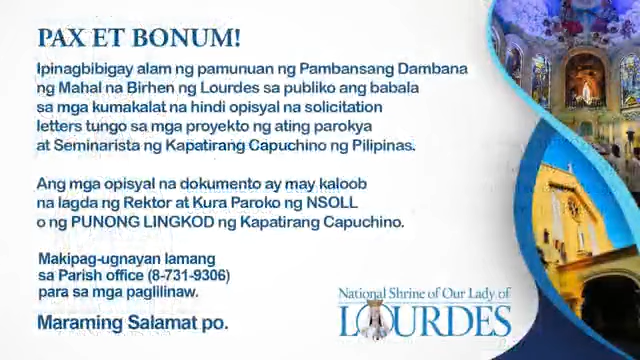 PAX ET BONUM!
Ipinagbibigay alam ng pamunuan ng Pambansang Dambana
ng Mahal na Birhen ng Lourdes sa publiko ang babala
sa mga kumakalat na hindi opisyal na solicitation
letters tungo sa mga proyekto ng ating parokya
at Seminarista ng Kapatirang Capuchino ng Pilipinas.
Ang mga opisyal na dokumento ay may kaloob
na lagda ng Rektor at Kura Paroko ng NSOLL
o ng PUNONG LINGKOD ng Kapatirang Capuchino.
Makipag-ugnayan lamang
sa Parish office (8-731-9306)
para sa mga paglilinaw.
Maraming Salamat po.
National Shrine of Our Lady of
LOURDES